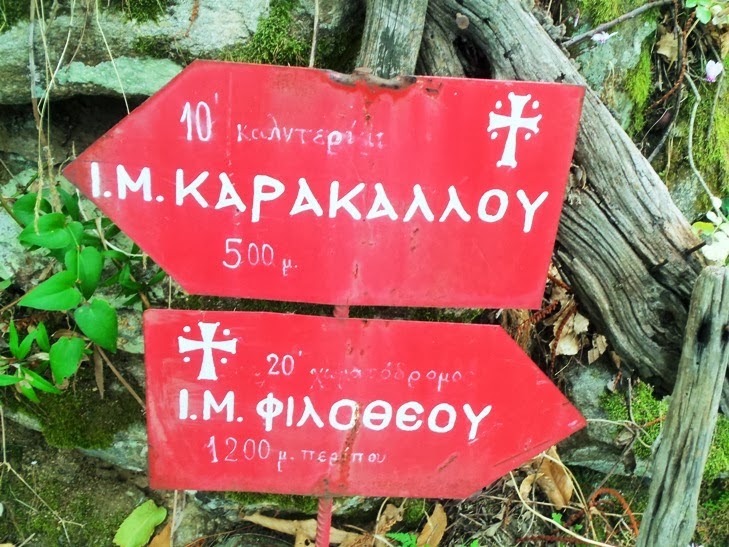 10' καλντερίμι
Ι.Μ. ΚΑΡΑΚΑΛΛΟΥ
500 μ.
20' χωματόδρομος
Ι.Μ. ΦΙΛΟΘΕΟΥ
1200 μ. περίπου